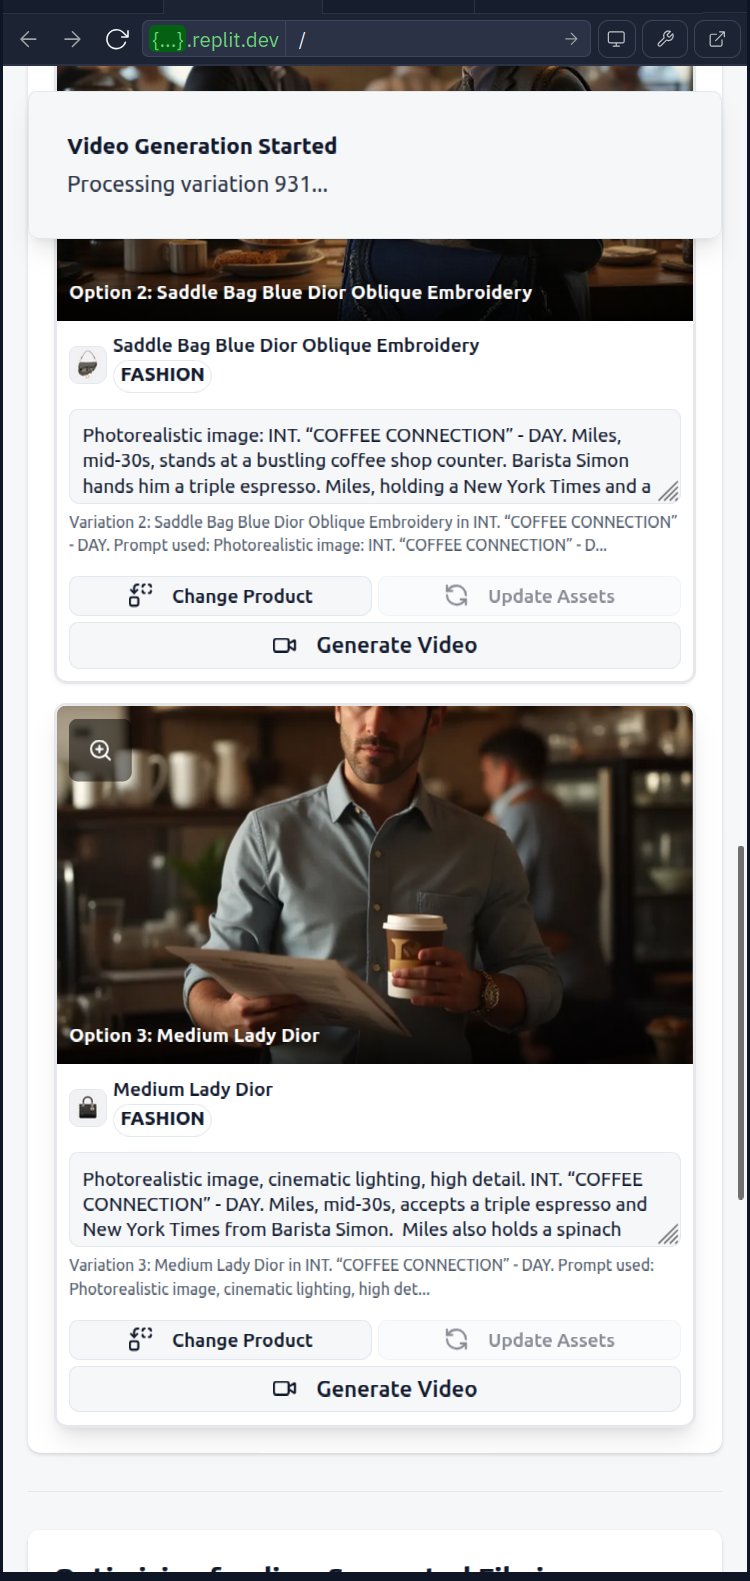 {...}.replit.dev /
Video Generation Started
Processing variation 931...
Option 2: Saddle Bag Blue Dior Oblique Embroidery
Saddle Bag Blue Dior Oblique Embroidery
FASHION
Photorealistic image: INT. “COFFEE CONNECTION” - DAY. Miles,
mid-30s, stands at a bustling coffee shop counter. Barista Simon
hands him a triple espresso. Miles, holding a New York Times and a
Variation 2: Saddle Bag Blue Dior Oblique Embroidery in INT. “COFFEE CONNECTION”
- DAY. Prompt used: Photorealistic image: INT. “COFFEE CONNECTION” - D...
Change Product
Update Assets
Generate Video
Option 3: Medium Lady Dior
Medium Lady Dior
FASHION
Photorealistic image, cinematic lighting, high detail. INT. “COFFEE
CONNECTION” - DAY. Miles, mid-30s, accepts a triple espresso and
New York Times from Barista Simon.  Miles also holds a spinach
Variation 3: Medium Lady Dior in INT. “COFFEE CONNECTION” - DAY. Prompt used:
Photorealistic image, cinematic lighting, high det...
Change Product
Update Assets
Generate Video